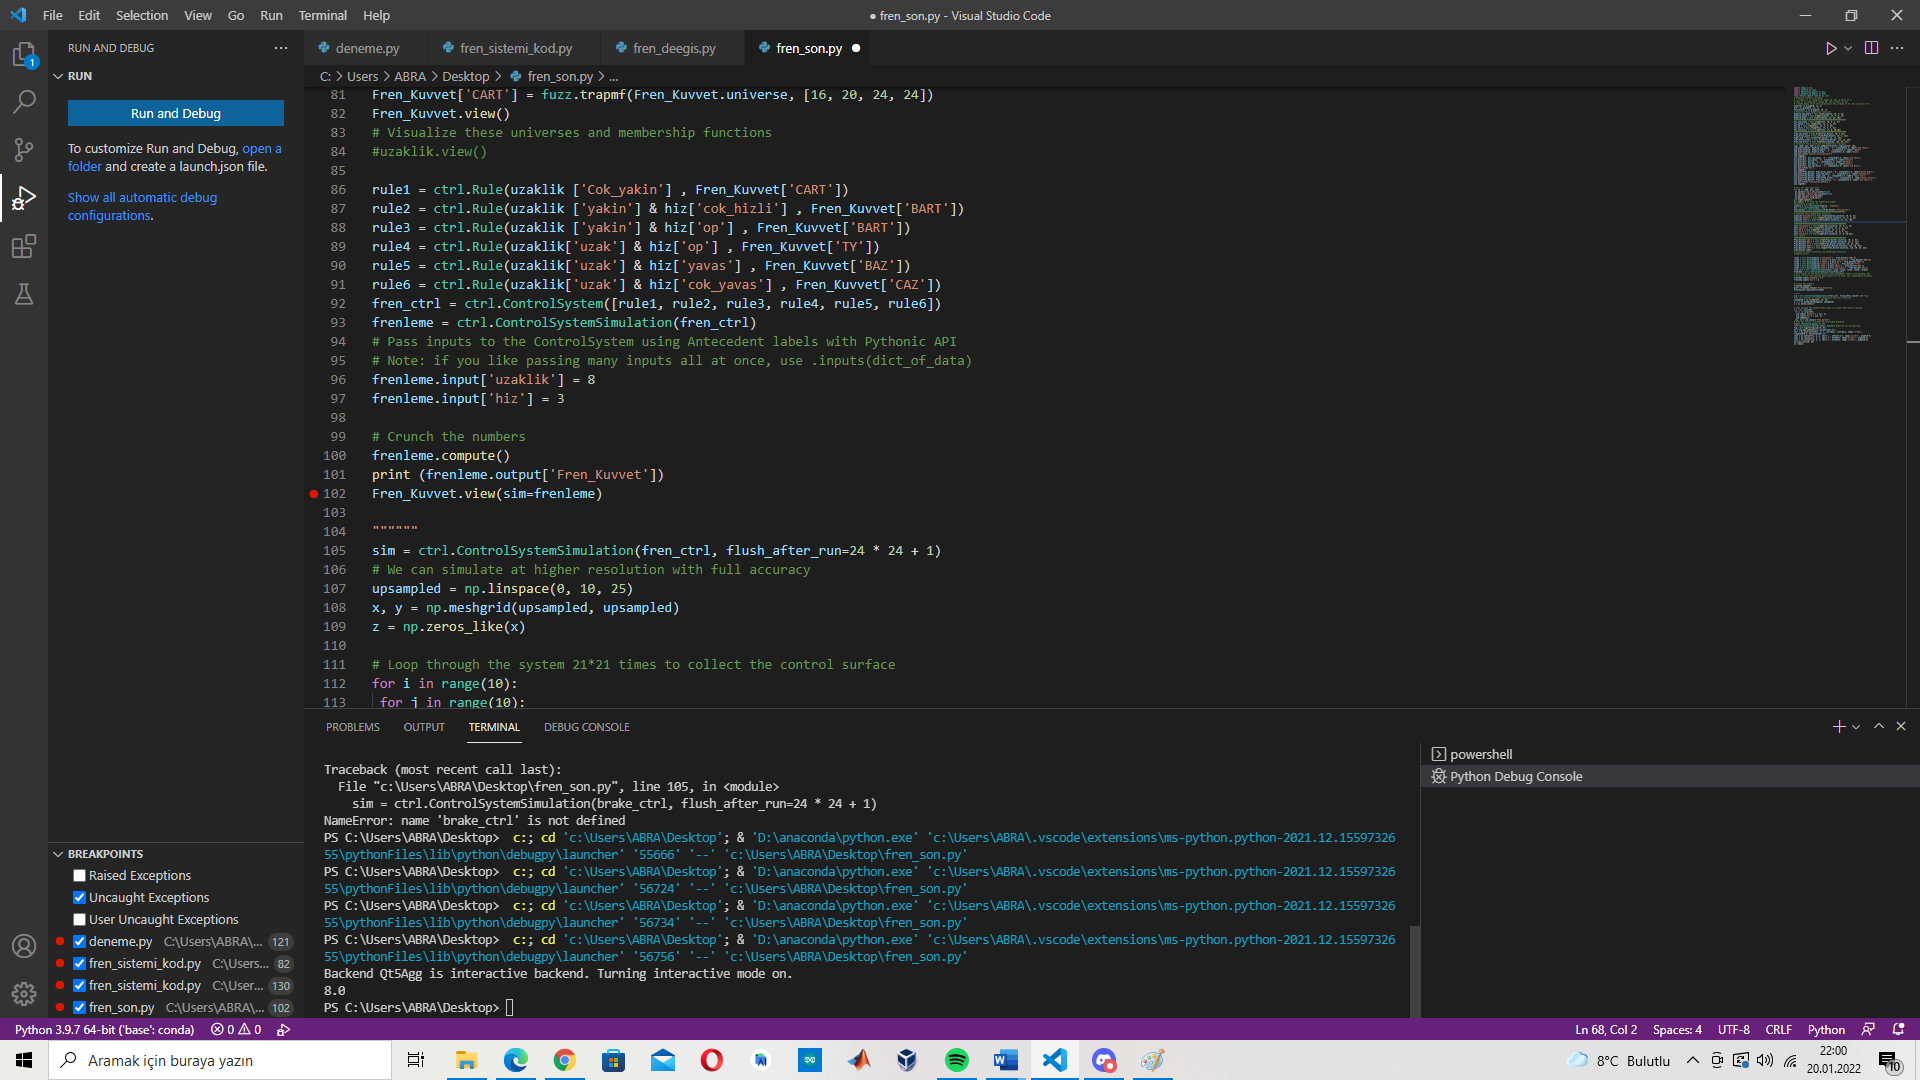 File Edit Selection View Go Run Terminal Help
● fren_son.py - Visual Studio Code
RUN AND DEBUG
RUN
Run and Debug
To customize Run and Debug, open a
folder and create a launch.json file.
Show all automatic debug
configurations.
deneme.py fren_sistemi_kod.py fren_deegis.py fren_son.py
C: > Users > ABRA > Desktop > fren_son.py > ...
81 Fren_Kuvvet['CART'] = fuzz.trapmf(Fren_Kuvvet.universe, [16, 20, 24, 24])
82 Fren_Kuvvet.view()
83 # Visualize these universes and membership functions
84 #uzaklik.view()
85
86 rule1 = ctrl.Rule(uzaklik ['Cok_yakin'] , Fren_Kuvvet['CART'])
87 rule2 = ctrl.Rule(uzaklik ['yakin'] & hiz['cok_hizli'] , Fren_Kuvvet['BART'])
88 rule3 = ctrl.Rule(uzaklik ['yakin'] & hiz['op'] , Fren_Kuvvet['BART'])
89 rule4 = ctrl.Rule(uzaklik['uzak'] & hiz['op'] , Fren_Kuvvet['TY'])
90 rule5 = ctrl.Rule(uzaklik['uzak'] & hiz['yavas'] , Fren_Kuvvet['BAZ'])
91 rule6 = ctrl.Rule(uzaklik['uzak'] & hiz['cok_yavas'] , Fren_Kuvvet['CAZ'])
92 fren_ctrl = ctrl.ControlSystem([rule1, rule2, rule3, rule4, rule5, rule6])
93 frenleme = ctrl.ControlSystemSimulation(fren_ctrl)
94 # Pass inputs to the ControlSystem using Antecedent labels with Pythonic API
95 # Note: if you like passing many inputs all at once, use .inputs(dict_of_data)
96 frenleme.input['uzaklik'] = 8
97 frenleme.input['hiz'] = 3
98
99 # Crunch the numbers
100 frenleme.compute()
101 print (frenleme.output['Fren_Kuvvet'])
102 Fren_Kuvvet.view(sim=frenleme)
103
104 """"""
105 sim = ctrl.ControlSystemSimulation(fren_ctrl, flush_after_run=24 * 24 + 1)
106 # We can simulate at higher resolution with full accuracy
107 upsampled = np.linspace(0, 10, 25)
108 x, y = np.meshgrid(upsampled, upsampled)
109 z = np.zeros_like(x)
110
111 # Loop through the system 21*21 times to collect the control surface
112 for i in range(10):
113 for j in range(10):
PROBLEMS OUTPUT TERMINAL DEBUG CONSOLE
powershell
Python Debug Console
Traceback (most recent call last):
File "c:\Users\ABRA\Desktop\fren_son.py", line 105, in <module>
sim = ctrl.ControlSystemSimulation(brake_ctrl, flush_after_run=24 * 24 + 1)
NameError: name 'brake_ctrl' is not defined
PS C:\Users\ABRA\Desktop> c:; cd 'c:\Users\ABRA\Desktop'; & 'D:\anaconda\python.exe' 'c:\Users\ABRA\.vscode\extensions\ms-python.python-2021.12.15597326
55\pythonFiles\lib\python\debugpy\launcher' '55666' '--' 'c:\Users\ABRA\Desktop\fren_son.py'
PS C:\Users\ABRA\Desktop> c:; cd 'c:\Users\ABRA\Desktop'; & 'D:\anaconda\python.exe' 'c:\Users\ABRA\.vscode\extensions\ms-python.python-2021.12.15597326
55\pythonFiles\lib\python\debugpy\launcher' '56724' '--' 'c:\Users\ABRA\Desktop\fren_son.py'
PS C:\Users\ABRA\Desktop> c:; cd 'c:\Users\ABRA\Desktop'; & 'D:\anaconda\python.exe' 'c:\Users\ABRA\.vscode\extensions\ms-python.python-2021.12.15597326
55\pythonFiles\lib\python\debugpy\launcher' '56734' '--' 'c:\Users\ABRA\Desktop\fren_son.py'
PS C:\Users\ABRA\Desktop> c:; cd 'c:\Users\ABRA\Desktop'; & 'D:\anaconda\python.exe' 'c:\Users\ABRA\.vscode\extensions\ms-python.python-2021.12.15597326
55\pythonFiles\lib\python\debugpy\launcher' '56756' '--' 'c:\Users\ABRA\Desktop\fren_son.py'
Backend Qt5Agg is interactive backend. Turning interactive mode on.
8.0
PS C:\Users\ABRA\Desktop>
BREAKPOINTS
Raised Exceptions
Uncaught Exceptions
User Uncaught Exceptions
deneme.py C:\Users\ABRA\... 121
fren_sistemi_kod.py C:\Users... 82
fren_sistemi_kod.py C:\User... 130
fren_son.py C:\Users\ABRA\... 102
Python 3.9.7 64-bit ('base': conda) 0 0 Ln 68, Col 2 Spaces: 4 UTF-8 CRLF Python
Aramak için buraya yazın
8°C Bulutlu
22:00
20.01.2022
10
1